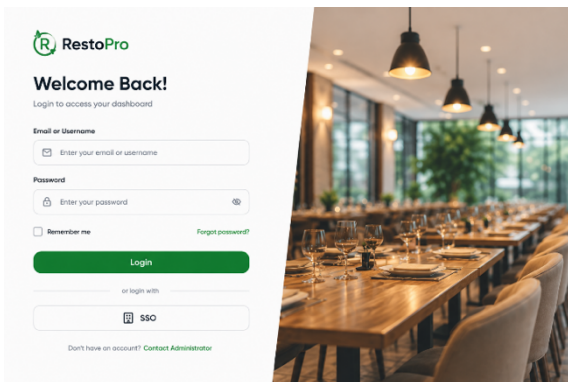 RestoPro
Welcome Back!
Login to access your dashboard
Email or Username
Enter your email or username
Password
Enter your password
Remember me
Forgot password?
Login
or login with
SSO
Don't have an account? Contact Administrator